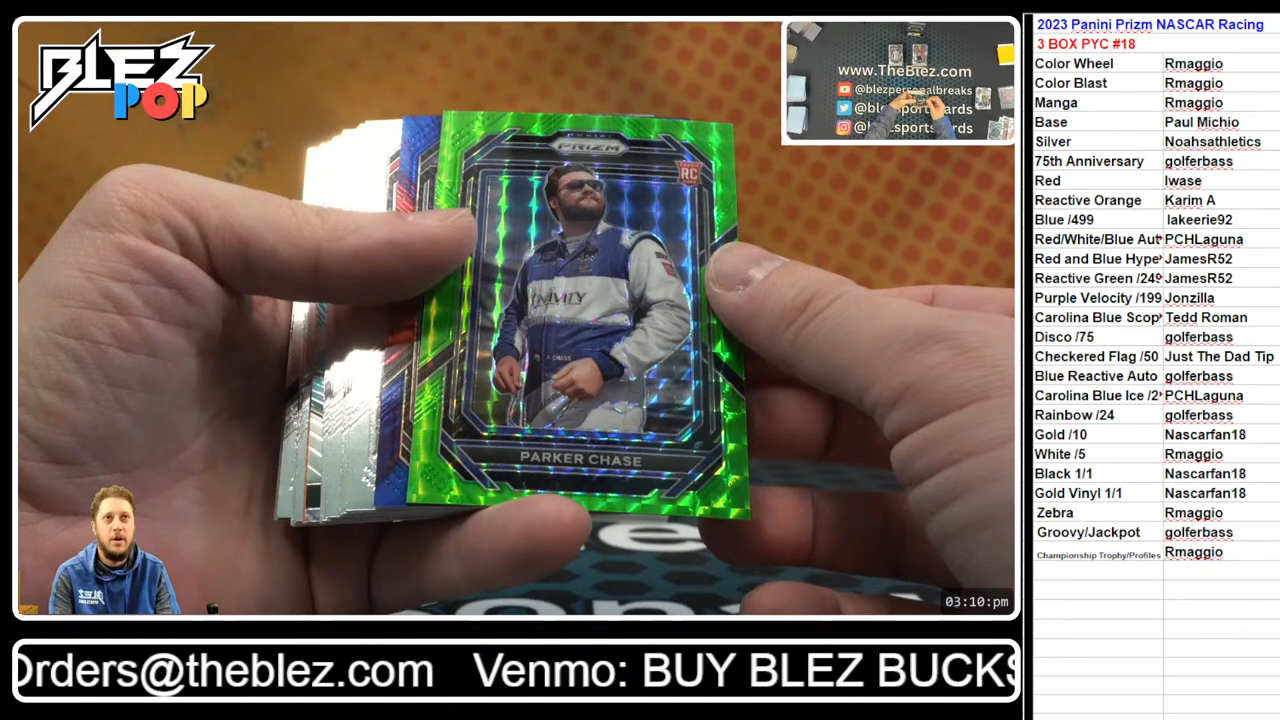 BLEZ
POP
www.TheBlez.com
@blezpersonalbreaks
PRIZM
RC
PARKER CHASE
03:10:pm
Orders@theblez.com Venmo: BUY BLEZ BUCKS
2023 Panini Prizm NASCAR Racing
3 BOX PYC #18
Color Wheel Rmaggio
Color Blast Rmaggio
Manga Rmaggio
Base Paul Michio
Silver Noahsathletics
75th Anniversary golferbass
Red Iwase
Reactive Orange Karim A
Blue /499 lakeerie92
Red/White/Blue Aut PCHLaguna
Red and Blue Hype JamesR52
Reactive Green /249 JamesR52
Purple Velocity /199 Jonzilla
Carolina Blue Scop Tedd Roman
Disco /75 golferbass
Checkered Flag /50 Just The Dad Tip
Blue Reactive Auto golferbass
Carolina Blue Ice /2 PCHLaguna
Rainbow /24 golferbass
Gold /10 Nascarfan18
White /5 Rmaggio
Black 1/1 Nascarfan18
Gold Vinyl 1/1 Nascarfan18
Zebra Rmaggio
Groovy/Jackpot golferbass
Championship Trophy/Profiles Rmaggio